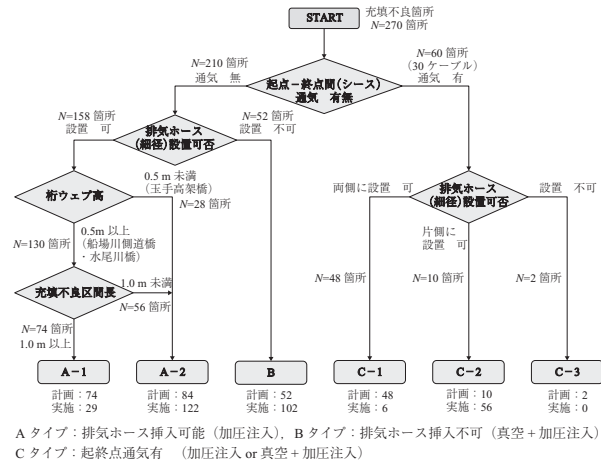 START
充填不良箇所
N=270 箇所
N=210 箇所
通気 無
起点－終点間(シース)
通気 有無
N=60 箇所
(30 ケーブル)
通気 有
N=158 箇所
設置 可
排気ホース
(細径)設置可否
N=52 箇所
設置 不可
桁ウェブ高
0.5 m 未満
(玉手高架橋)
N=28 箇所
両側に設置 可
排気ホース
(細径)設置可否
設置 不可
片側に
設置 可
N=130 箇所
0.5m 以上
(船場川側道橋
・水尾川橋)
充填不良区間長
1.0 m 未満
N=56 箇所
N=48 箇所
N=10 箇所
N=2 箇所
N=74 箇所
1.0 m 以上
A－1
A－2
B
C－1
C－2
C－3
計画：74
実施：29
計画：84
実施：122
計画：52
実施：102
計画：48
実施：6
計画：10
実施：56
計画：2
実施：0
A タイプ：排気ホース挿入可能（加圧注入），B タイプ：排気ホース挿入不可（真空＋加圧注入）
C タイプ：起終点通気有　（加圧注入 or 真空＋加圧注入）